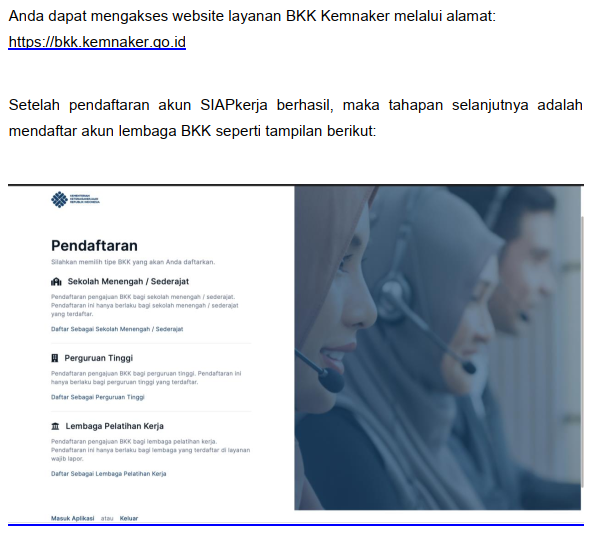 Anda dapat mengakses website layanan BKK Kemnaker melalui alamat:
https://bkk.kemnaker.go.id
Setelah pendaftaran akun SIAPkerja berhasil, maka tahapan selanjutnya adalah
mendaftar akun lembaga BKK seperti tampilan berikut:
KEMENTERIAN
KETENAGAKERJAAN
REPUBLIK INDONESIA
Pendaftaran
Silahkan memilih tipe BKK yang akan Anda daftarkan.
Sekolah Menengah / Sederajat
Pendaftaran pengajuan BKK bagi sekolah menengah / sederajat.
Pendaftaran ini hanya berlaku bagi sekolah menengah / sederajat
yang terdaftar.
Daftar Sebagai Sekolah Menengah / Sederajat
Perguruan Tinggi
Pendaftaran pengajuan BKK bagi perguruan tinggi. Pendaftaran ini
hanya berlaku bagi perguruan tinggi yang terdaftar.
Daftar Sebagai Perguruan Tinggi
Lembaga Pelatihan Kerja
Pendaftaran pengajuan BKK bagi lembaga pelatihan kerja.
Pendaftaran ini hanya berlaku bagi lembaga yang terdaftar di layanan
wajib lapor.
Daftar Sebagai Lembaga Pelatihan Kerja
Masuk Aplikasi atau Keluar